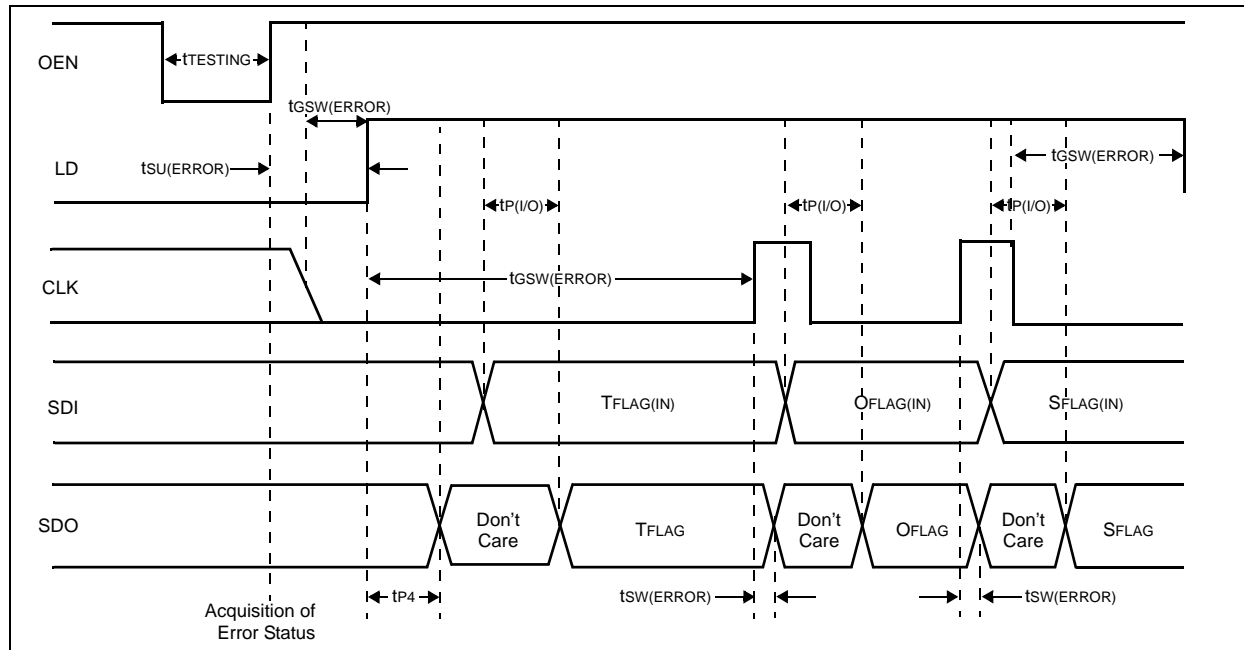 OEN
tTESTING
tGSW(ERROR)
LD
tSU(ERROR)
tGSW(ERROR)
tP(I/O)
tP(I/O)
tP(I/O)
CLK
tGSW(ERROR)
SDI
TFLAG(IN)
OFLAG(IN)
SFLAG(IN)
SDO
Don't
Care
TFLAG
Don't
Care
OFLAG
Don't
Care
SFLAG
tP4
tSW(ERROR)
tSW(ERROR)
Acquisition of
Error Status